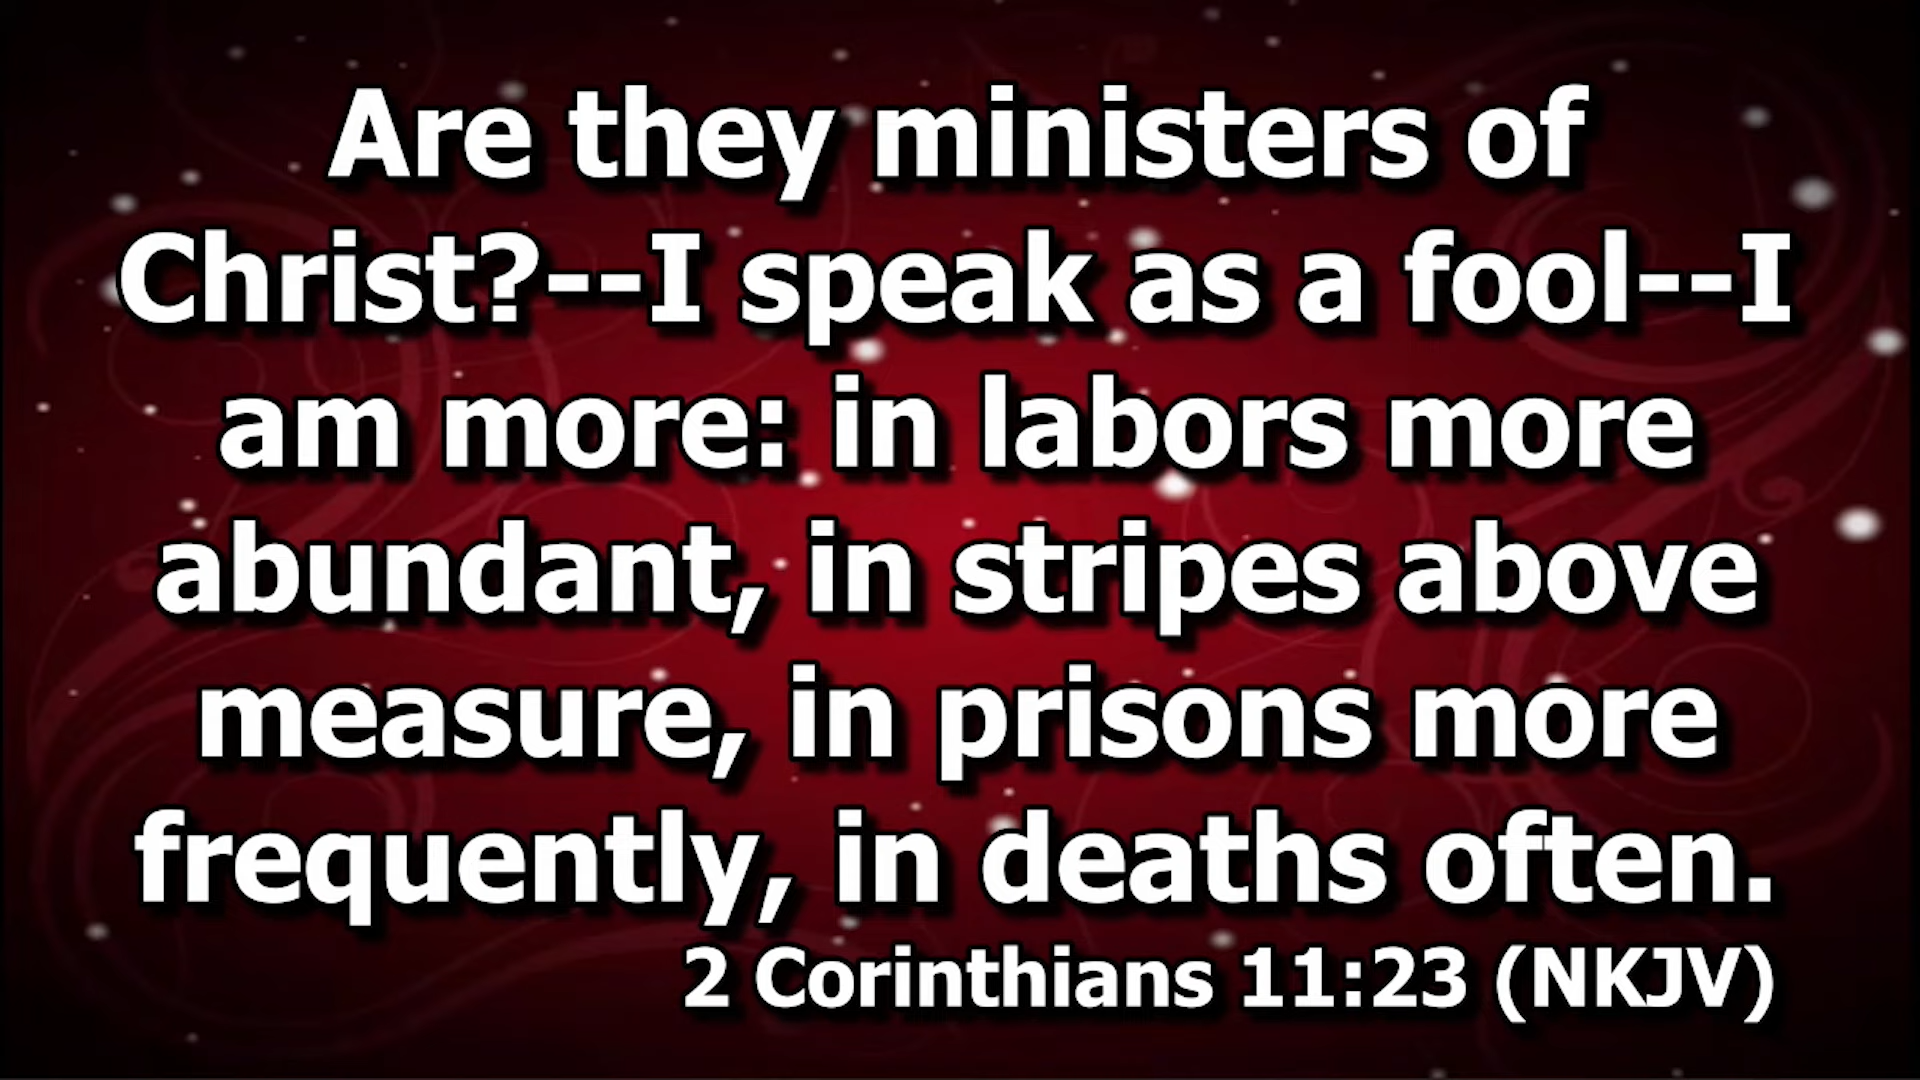 Are they ministers of
Christ?--I speak as a fool--I
am more: in labors more
abundant, in stripes above
measure, in prisons more
frequently, in deaths often.
2 Corinthians 11:23 (NKJV)